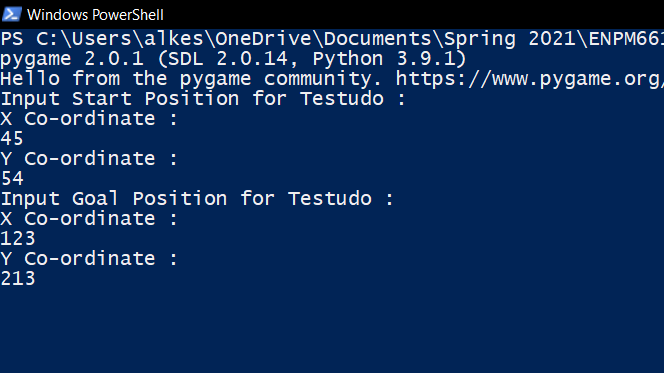 Windows PowerShell
PS C:\Users\alkes\OneDrive\Documents\Spring 2021\ENPM661
pygame 2.0.1 (SDL 2.0.14, Python 3.9.1)
Hello from the pygame community. https://www.pygame.org/
Input Start Position for Testudo :
X Co-ordinate :
45
Y Co-ordinate :
54
Input Goal Position for Testudo :
X Co-ordinate :
123
Y Co-ordinate :
213